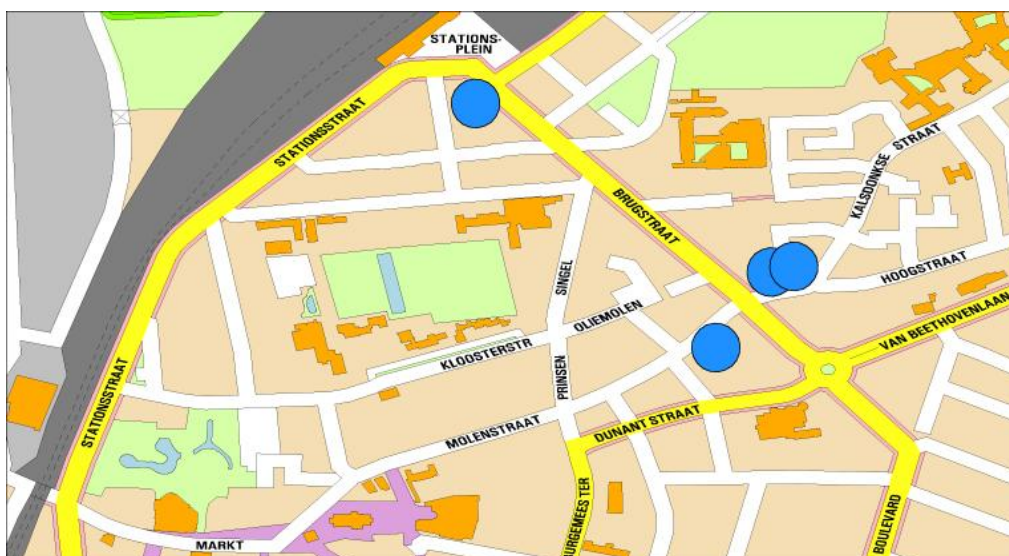 STATIONS-
PLEIN
STATIONSSTRAAT
KALSDONKSE STRAAT
BRUGSTRAAT
HOOGSTRAAT
SINGEL
OLIEMOLEN
VAN BEETHOVENLAAN
KLOOSTERSTR
STATIONSSTRAAT
PRINSEN
MOLENSTRAAT
DUNANT STRAAT
URGEMEESTER
BOULEVARD
MARKT